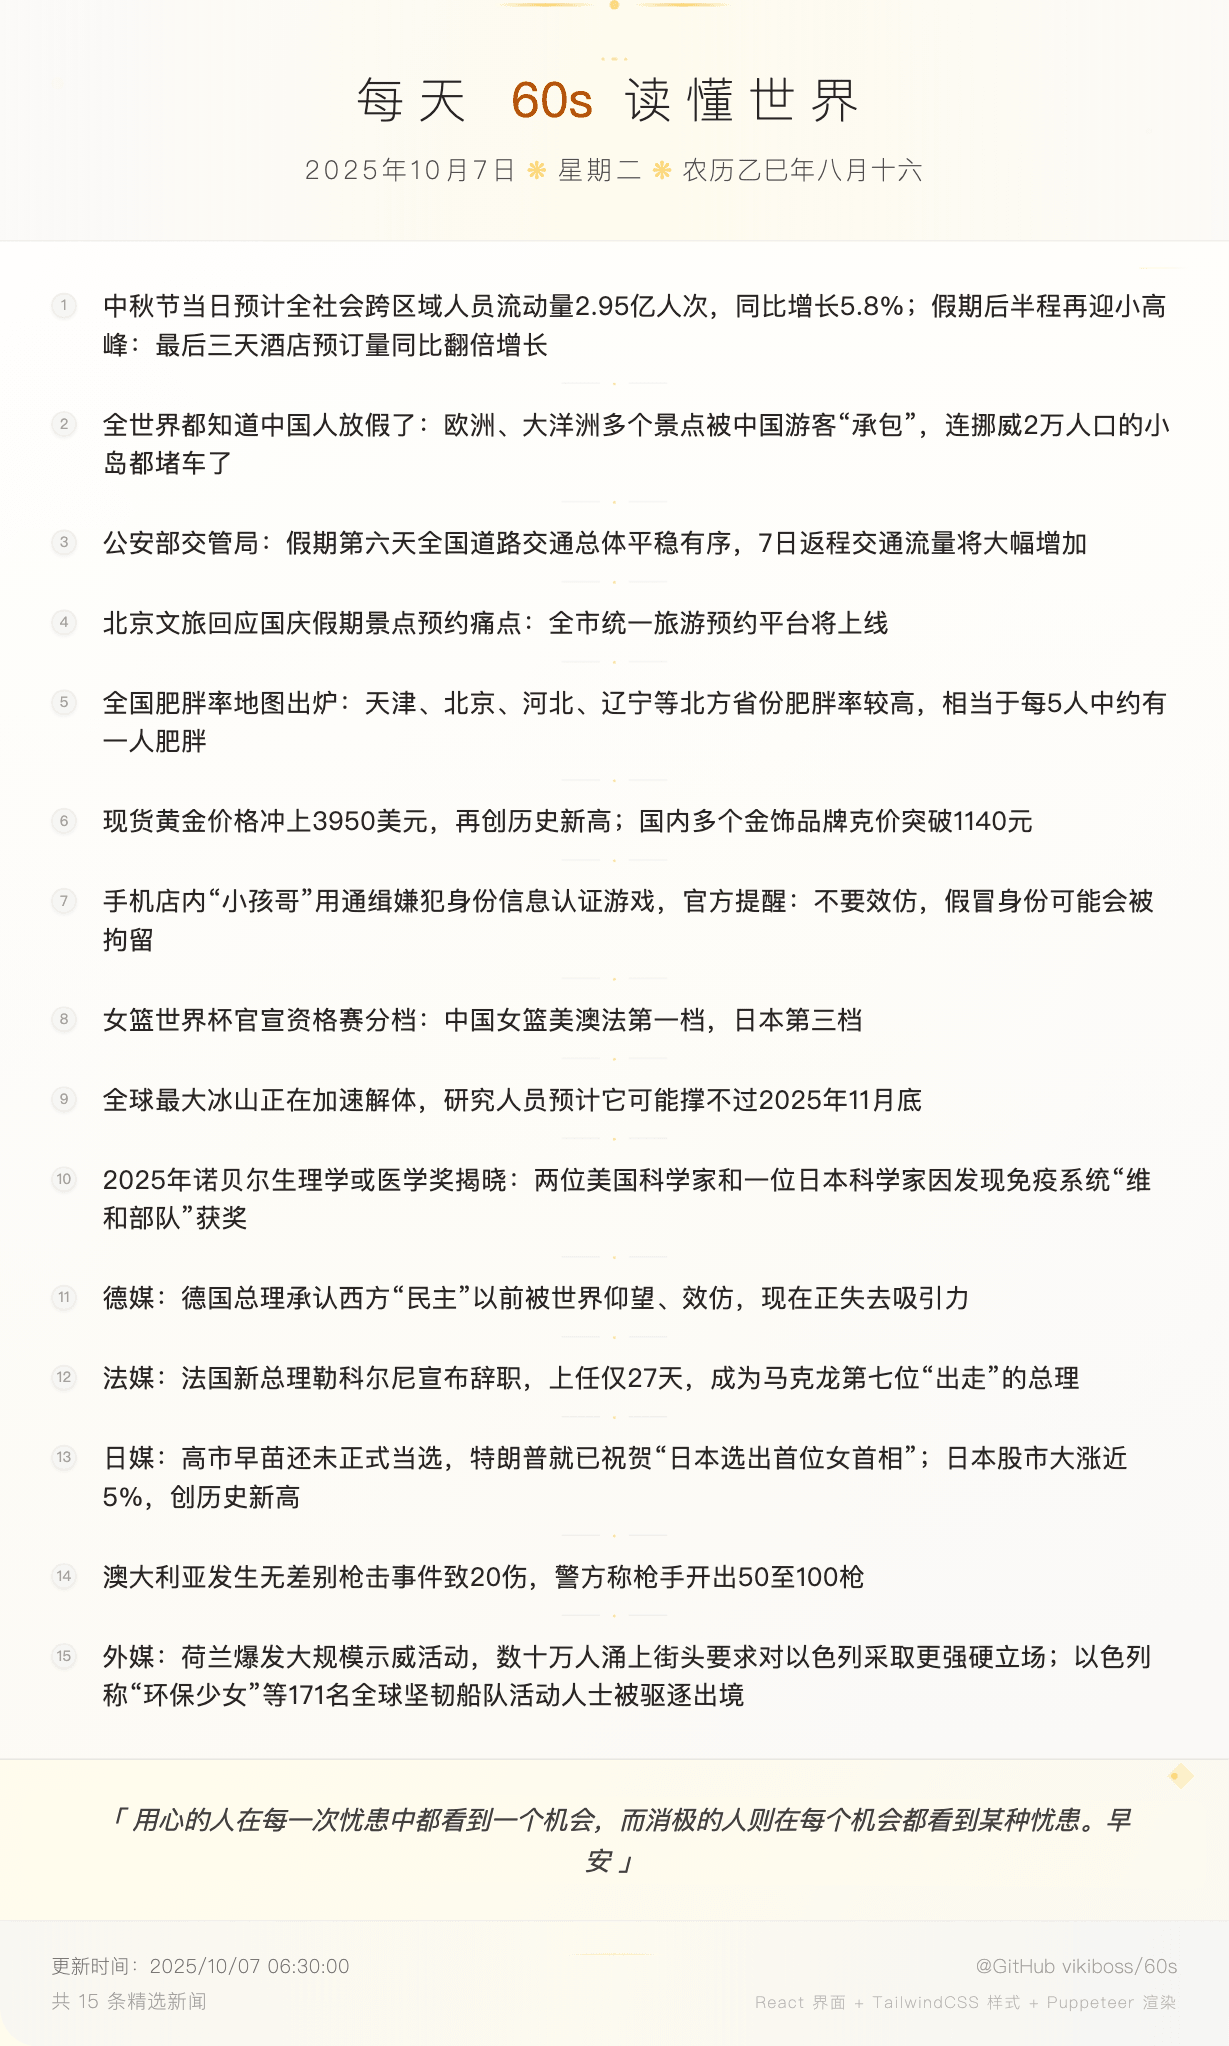 每天 60s 读懂世界
2025年10月7日 ❋ 星期二 ❋ 农历乙巳年八月十六
1 中秋节当日预计全社会跨区域人员流动量2.95亿人次，同比增长5.8%；假期后半程再迎小高
峰：最后三天酒店预订量同比翻倍增长
2 全世界都知道中国人放假了：欧洲、大洋洲多个景点被中国游客“承包”，连挪威2万人口的小
岛都堵车了
3 公安部交管局：假期第六天全国道路交通总体平稳有序，7日返程交通流量将大幅增加
4 北京文旅回应国庆假期景点预约痛点：全市统一旅游预约平台将上线
5 全国肥胖率地图出炉：天津、北京、河北、辽宁等北方省份肥胖率较高，相当于每5人中约有
一人肥胖
6 现货黄金价格冲上3950美元，再创历史新高；国内多个金饰品牌克价突破1140元
7 手机店内“小孩哥”用通缉嫌犯身份信息认证游戏，官方提醒：不要效仿，假冒身份可能会被
拘留
8 女篮世界杯官宣资格赛分档：中国女篮美澳法第一档，日本第三档
9 全球最大冰山正在加速解体，研究人员预计它可能撑不过2025年11月底
10 2025年诺贝尔生理学或医学奖揭晓：两位美国科学家和一位日本科学家因发现免疫系统“维
和部队”获奖
11 德媒：德国总理承认西方“民主”以前被世界仰望、效仿，现在正失去吸引力
12 法媒：法国新总理勒科尔尼宣布辞职，上任仅27天，成为马克龙第七位“出走”的总理
13 日媒：高市早苗还未正式当选，特朗普就已祝贺“日本选出首位女首相”；日本股市大涨近
5%，创历史新高
14 澳大利亚发生无差别枪击事件致20伤，警方称枪手开出50至100枪
15 外媒：荷兰爆发大规模示威活动，数十万人涌上街头要求对以色列采取更强硬立场；以色列
称“环保少女”等171名全球坚韧船队活动人士被驱逐出境
「 用心的人在每一次忧患中都看到一个机会，而消极的人则在每个机会都看到某种忧患。早
安 」
更新时间：2025/10/07 06:30:00
@GitHub vikiboss/60s
共 15 条精选新闻
React 界面 + TailwindCSS 样式 + Puppeteer 渲染